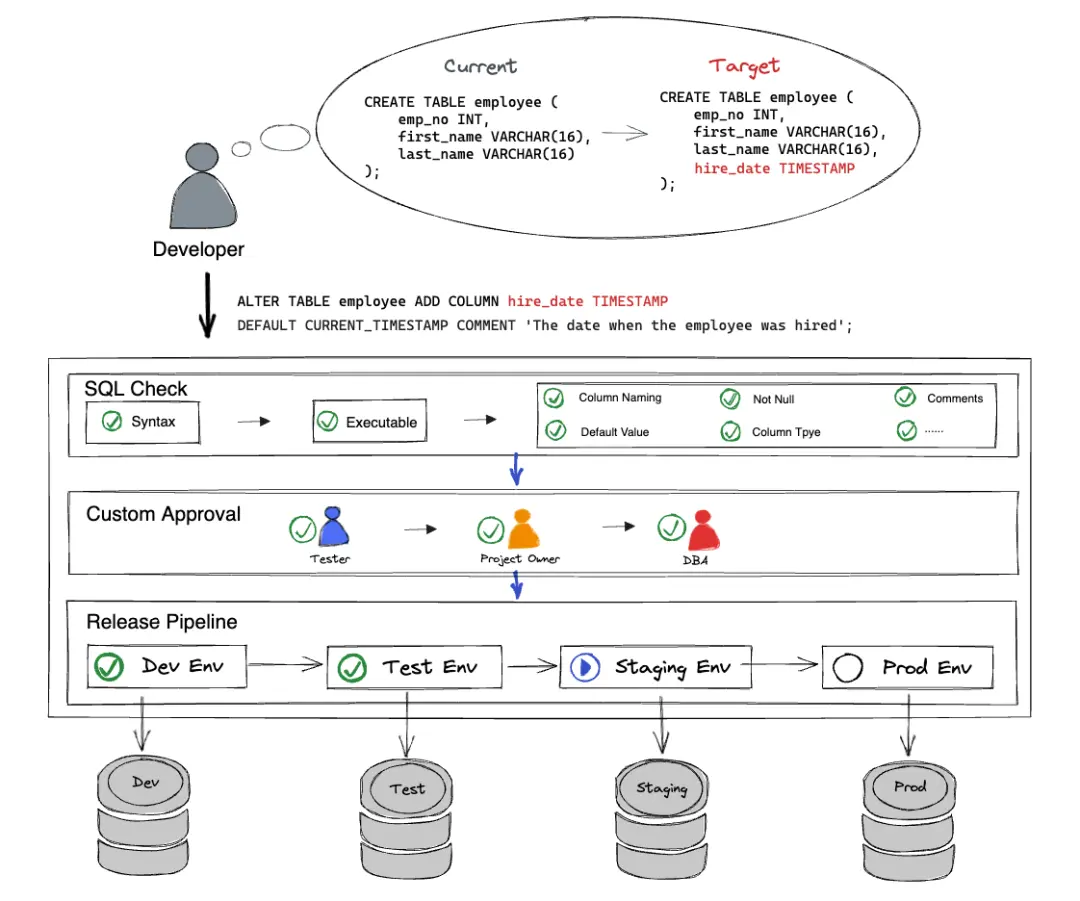 Current
CREATE TABLE employee (
emp_no INT,
first_name VARCHAR(16),
last_name VARCHAR(16)
);
Target
CREATE TABLE employee (
emp_no INT,
first_name VARCHAR(16),
last_name VARCHAR(16),
hire_date TIMESTAMP
);
Developer
ALTER TABLE employee ADD COLUMN hire_date TIMESTAMP
DEFAULT CURRENT_TIMESTAMP COMMENT 'The date when the employee was hired';
SQL Check
Syntax
Executable
Column Naming
Not Null
Comments
Default Value
Column Tpye
......
Custom Approval
Tester
Project Owner
DBA
Release Pipeline
Dev Env
Test Env
Staging Env
Prod Env
Dev
Test
Staging
Prod